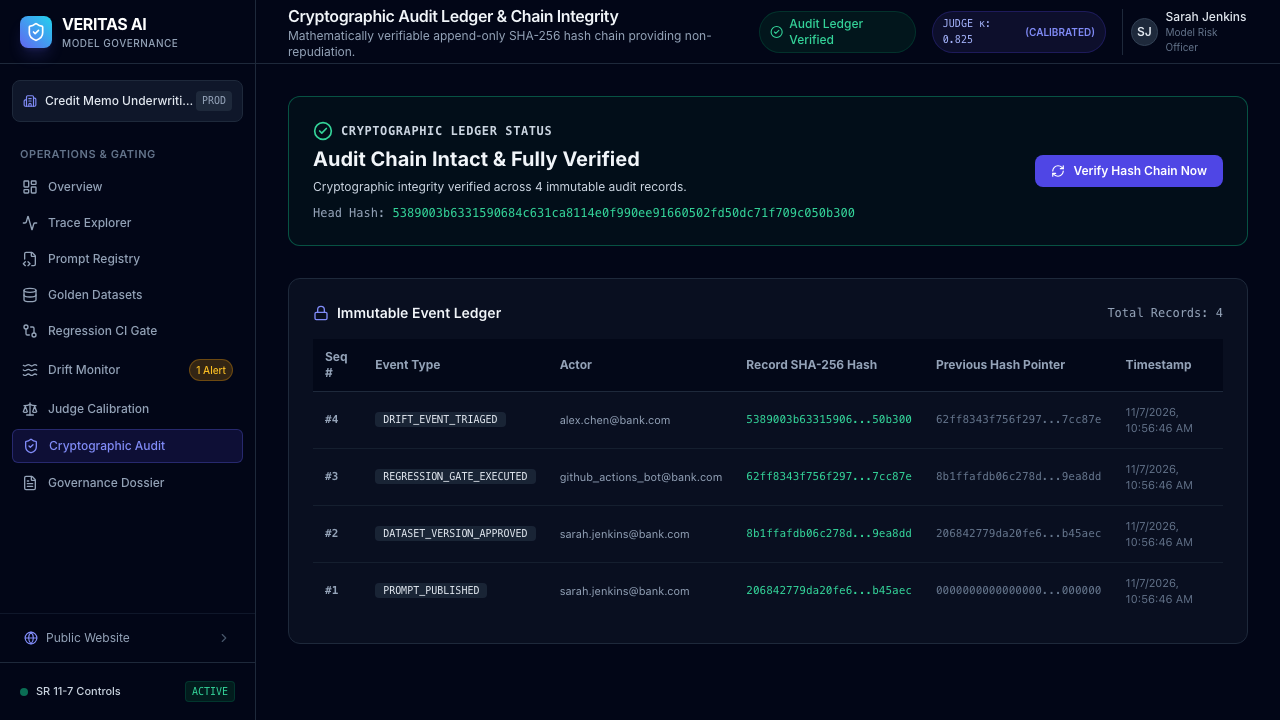 VERITAS AI
MODEL GOVERNANCE
Credit Memo Underwriti... PROD
OPERATIONS & GATING
Overview
Trace Explorer
Prompt Registry
Golden Datasets
Regression CI Gate
Drift Monitor 1 Alert
Judge Calibration
Cryptographic Audit
Governance Dossier
Public Website
SR 11-7 Controls ACTIVE
Cryptographic Audit Ledger & Chain Integrity
Mathematically verifiable append-only SHA-256 hash chain providing non-
repudiation.
Audit Ledger
Verified
JUDGE κ:
0.825
(CALIBRATED)
SJ
Sarah Jenkins
Model Risk
Officer
CRYPTOGRAPHIC LEDGER STATUS
Audit Chain Intact & Fully Verified
Cryptographic integrity verified across 4 immutable audit records.
Head Hash: 5389003b6331590684c631ca8114e0f990ee91660502fd50dc71f709c050b300
Verify Hash Chain Now
Immutable Event Ledger
Total Records: 4
Seq
#
Event Type Actor Record SHA-256 Hash Previous Hash Pointer Timestamp
#4 DRIFT_EVENT_TRIAGED alex.chen@bank.com 5389003b63315906...50b300 62ff8343f756f297...7cc87e 11/7/2026,
10:56:46 AM
#3 REGRESSION_GATE_EXECUTED github_actions_bot@bank.com 62ff8343f756f297...7cc87e 8b1ffafdb06c278d...9ea8dd 11/7/2026,
10:56:46 AM
#2 DATASET_VERSION_APPROVED sarah.jenkins@bank.com 8b1ffafdb06c278d...9ea8dd 206842779da20fe6...b45aec 11/7/2026,
10:56:46 AM
#1 PROMPT_PUBLISHED sarah.jenkins@bank.com 206842779da20fe6...b45aec 0000000000000000...000000 11/7/2026,
10:56:46 AM